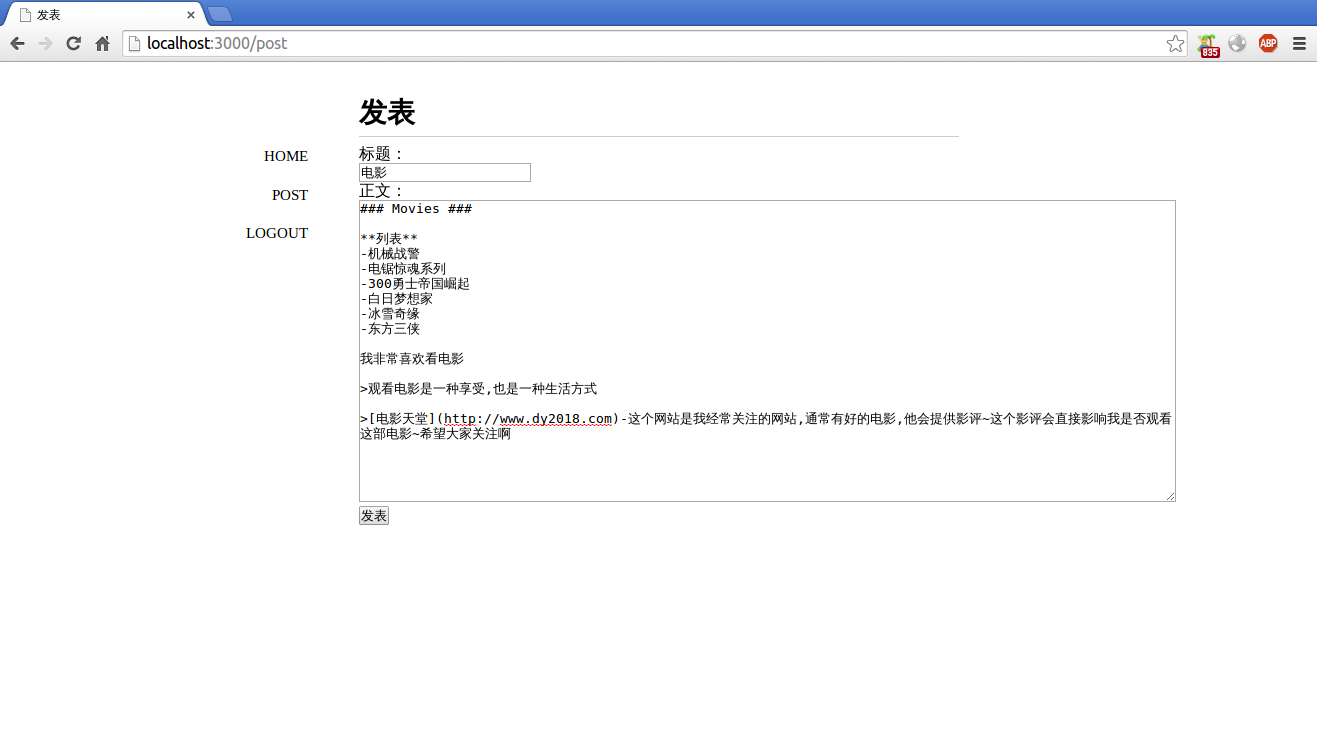 发表
localhost:3000/post
835
ABP
发表
HOME
POST
LOGOUT
标题：
电影
正文：
### Movies ###
**列表**
-机械战警
-电锯惊魂系列
-300勇士帝国崛起
-白日梦想家
-冰雪奇缘
-东方三侠
我非常喜欢看电影
>观看电影是一种享受,也是一种生活方式
>[电影天堂](http://www.dy2018.com)-这个网站是我经常关注的网站,通常有好的电影,他会提供影评~这个影评会直接影响我是否观看
这部电影~希望大家关注啊
发表